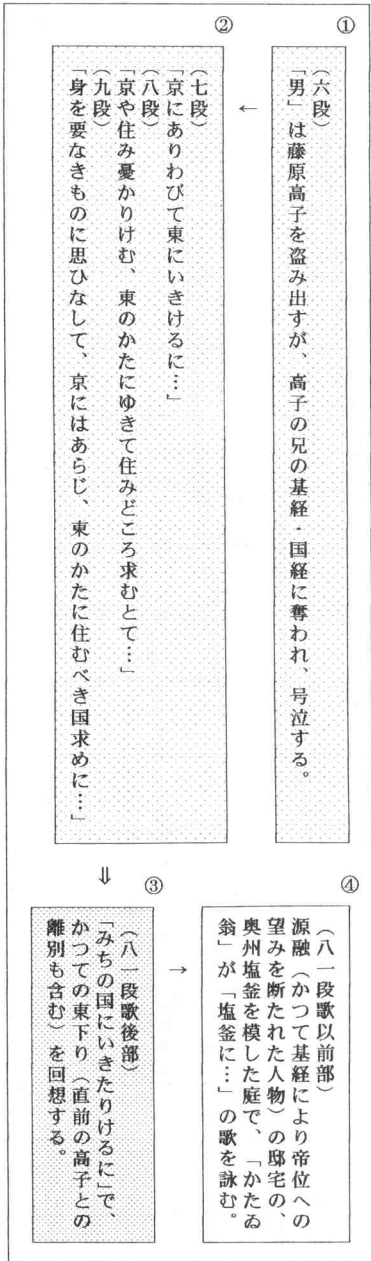 ①
(六段)
「男」は藤原高子を盗み出すが、高子の兄の基経・国経に奪われ、号泣する。
←
②
(七段)
「京にありわびて東にいきけるに…」
(八段)
「京や住み憂かりけむ、東のかたにゆきて住みどころ求むとて…」
(九段)
「身を要なきものに思ひなして、京にはあらじ、東のかたに住むべき国求めに…」
⇓
④
(八一段歌以前部)
源融(かつて基経により帝位への
望みを断たれた人物)の邸宅の、
奥州塩釜を模した庭で、「かたゐ
翁」が「塩釜に…」の歌を詠む。
→
③
(八一段歌後部)
「みちの国にいきたりけるに」で、
かつての東下り(直前の高子との
離別も含む)を回想する。